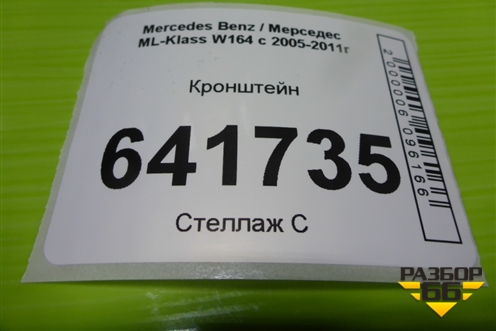 Mercedes Benz / Мерседес
ML-Klass W164 с 2005-2011г
Кронштейн
641735
Стеллаж С
2000006096166
РАЗБОР
66